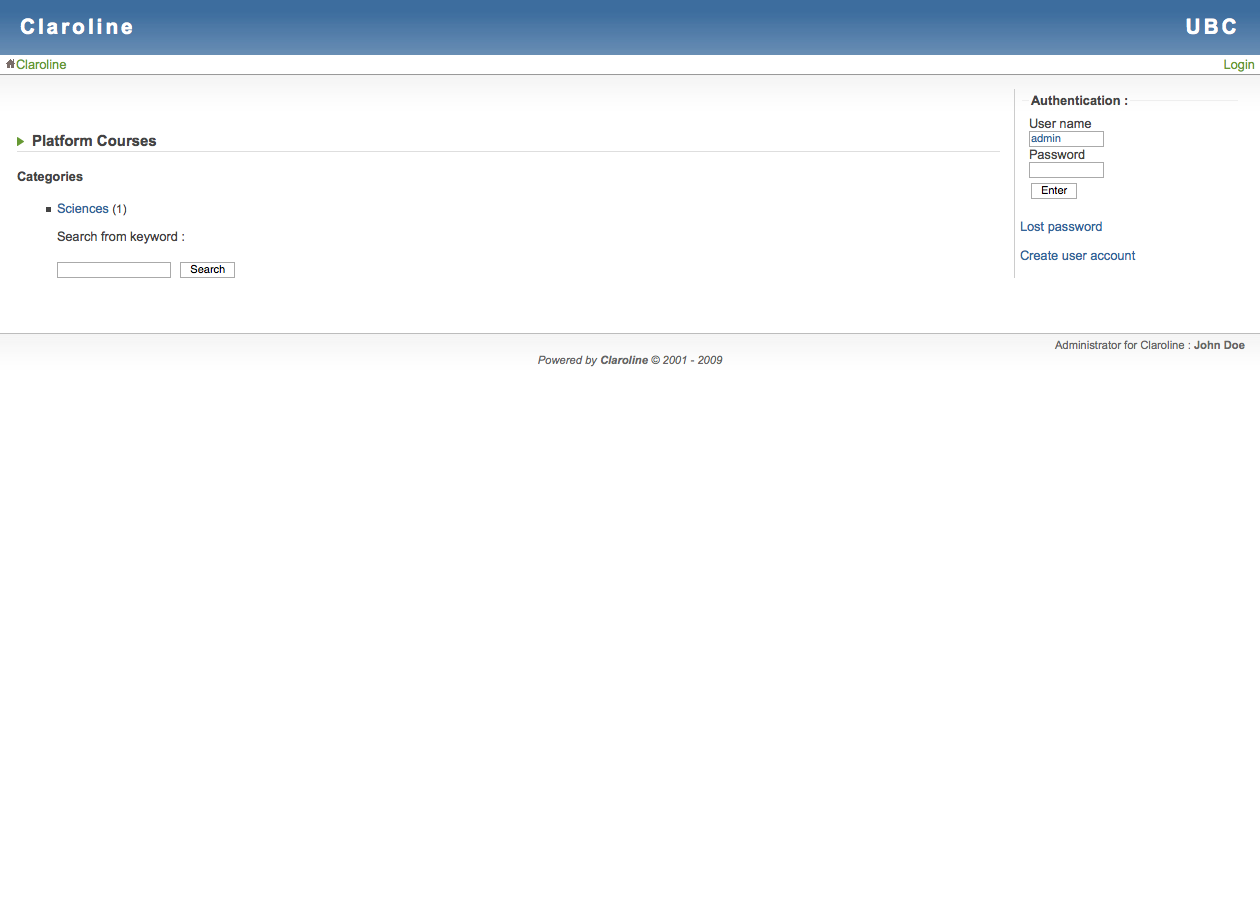 Claroline
UBC
Claroline
Login
Platform Courses
Categories
Sciences (1)
Search from keyword :
Search
Authentication :
User name
admin
Password
Enter
Lost password
Create user account
Administrator for Claroline : John Doe
Powered by Claroline © 2001 - 2009